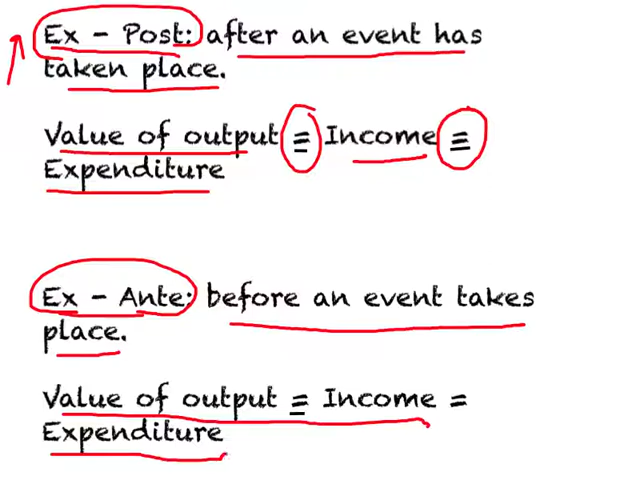 Ex - Post: after an event has
taken place.
Value of output ≡ Income ≡
Expenditure
Ex - Ante: before an event takes
place.
Value of output ≡ Income =
Expenditure